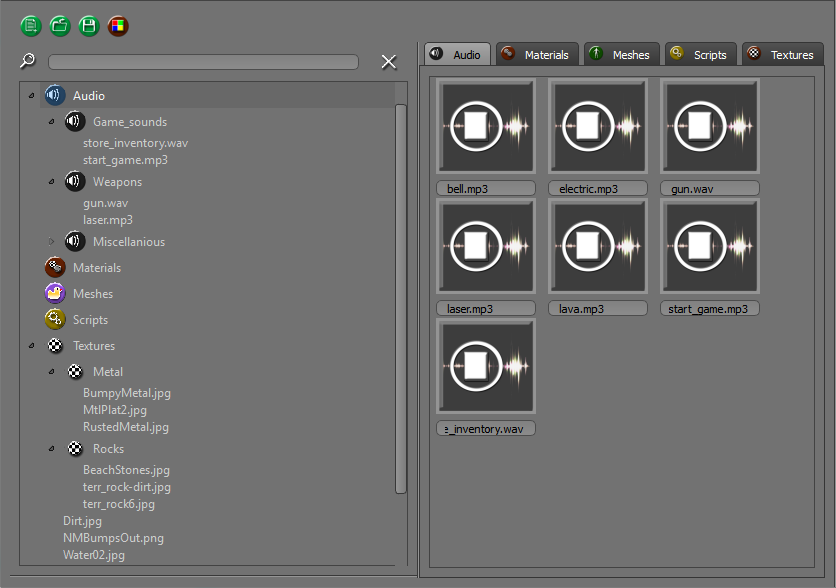 Audio
Game_sounds
store_inventory.wav
start_game.mp3
Weapons
gun.wav
laser.mp3
Miscellanious
Materials
Meshes
Scripts
Textures
Metal
BumpyMetal.jpg
MtlPlat2.jpg
RustedMetal.jpg
Rocks
BeachStones.jpg
terr_rock-dirt.jpg
terr_rock6.jpg
Dirt.jpg
NMBumpsOut.png
Water02.jpg
Audio Materials Meshes Scripts Textures
bell.mp3 electric.mp3 gun.wav
laser.mp3 lava.mp3 start_game.mp3
e_inventory.wav